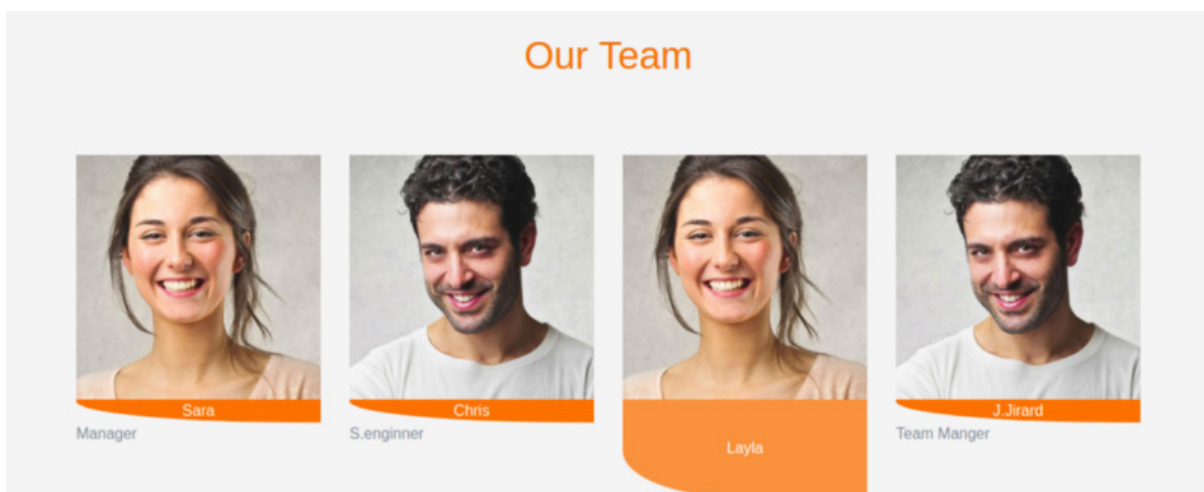 Our Team
Sara
Manager
Chris
S.enginner
Layla
J.Jirard
Team Manger